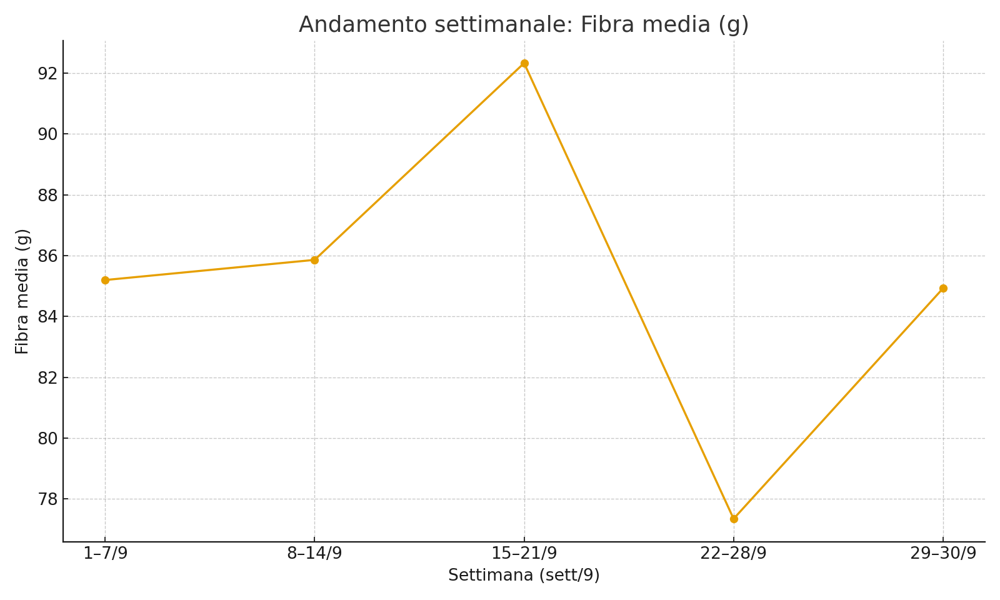 Andamento settimanale: Fibra media (g)
Fibra media (g)
92
90
88
86
84
82
80
78
1–7/9 8–14/9 15–21/9 22–28/9 29–30/9
Settimana (sett/9)